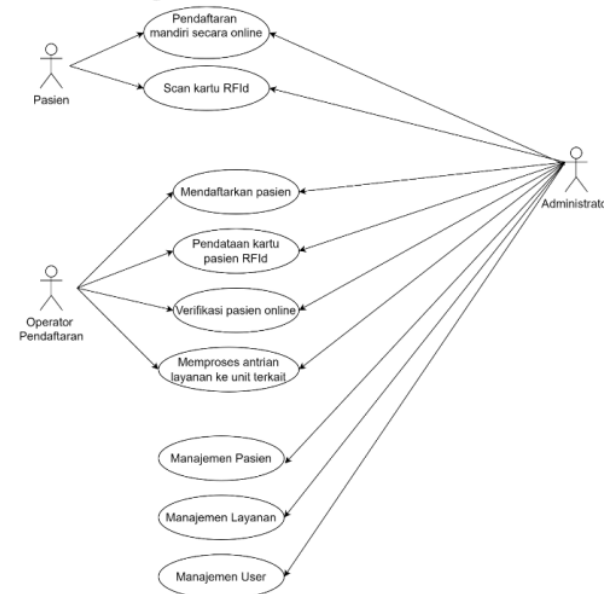 Pendaftaran
mandiri secara online
Scan kartu RFId
Pasien
Administrato
Mendaftarkan pasien
Pendataan kartu
pasien RFId
Verifikasi pasien online
Operator
Pendaftaran
Memproses antrian
layanan ke unit terkait
Manajemen Pasien
Manajemen Layanan
Manajemen User